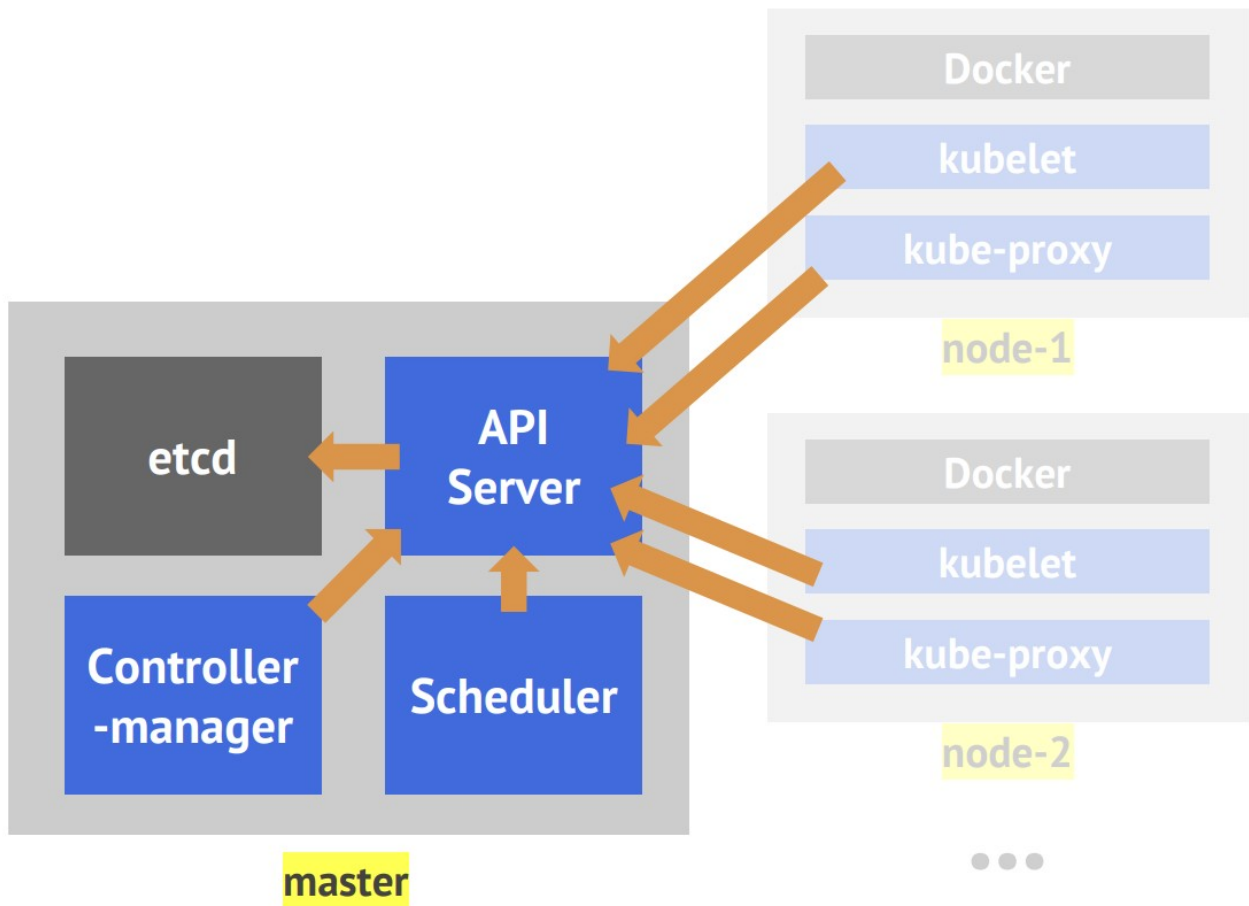 Docker
kubelet
kube-proxy
node-1
etcd
API
Server
Controller
-manager
Scheduler
master
Docker
kubelet
kube-proxy
node-2
...